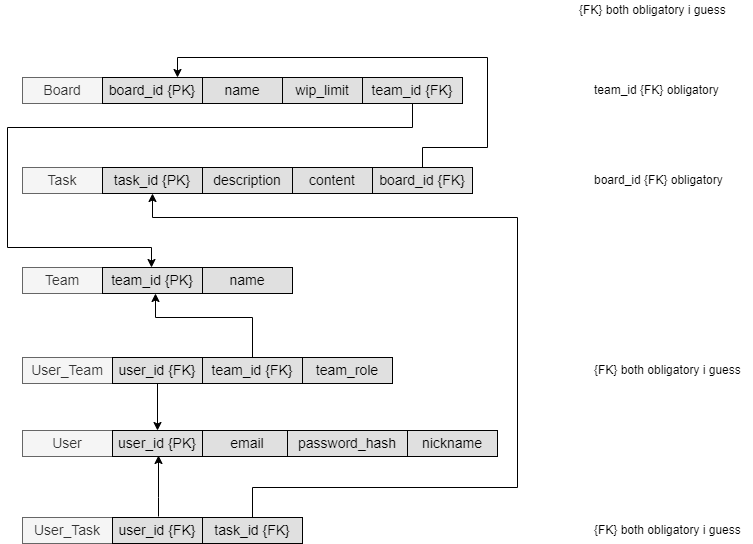 {FK} both obligatory i guess
Board board_id {PK} name wip_limit team_id {FK} team_id {FK} obligatory
Task task_id {PK} description content board_id {FK} board_id {FK} obligatory
Team team_id {PK} name
User_Team user_id {FK} team_id {FK} team_role {FK} both obligatory i guess
User user_id {PK} email password_hash nickname
User_Task user_id {FK} task_id {FK} {FK} both obligatory i guess